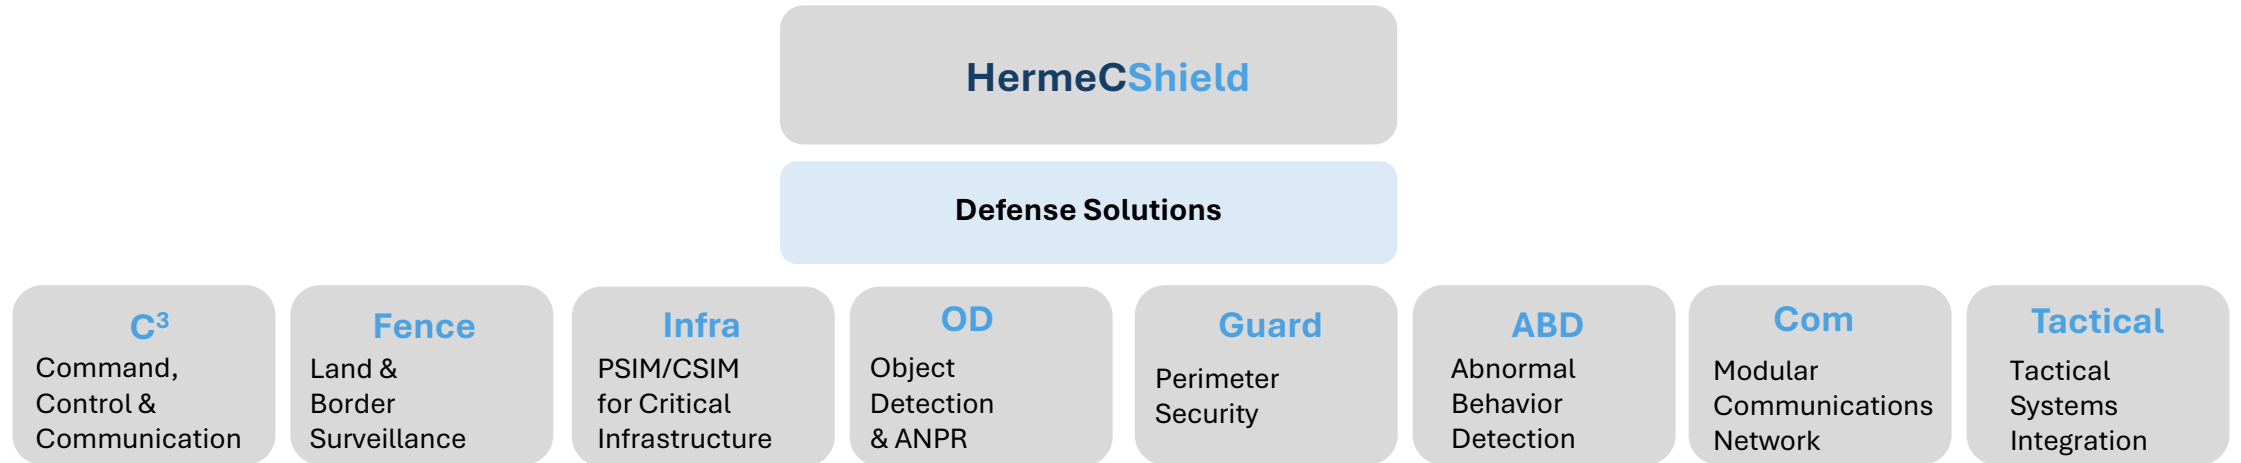 HermeCShield
Defense Solutions
C³
Command,
Control &
Communication
Fence
Land &
Border
Surveillance
Infra
PSIM/CSIM
for Critical
Infrastructure
OD
Object
Detection
& ANPR
Guard
Perimeter
Security
ABD
Abnormal
Behavior
Detection
Com
Modular
Communications
Network
Tactical
Tactical
Systems
Integration